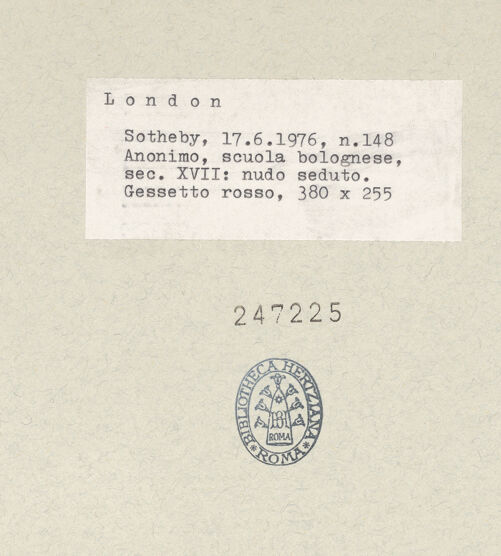 London
Sotheby, 17.6.1976, n.148
Anonimo, scuola bolognese,
sec. XVII: nudo seduto.
Gessetto rosso, 380 x 255
247225
BIBLIOTHECA HERTZIANA
ROMA
*ROMA*